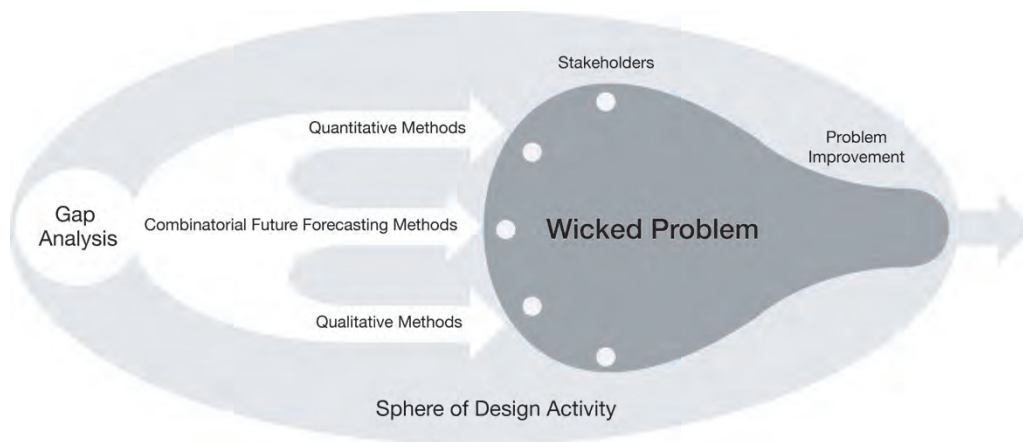 Stakeholders
Quantitative Methods
Problem
Improvement
Gap
Analysis
Combinatorial Future Forecasting Methods
Wicked Problem
Qualitative Methods
Sphere of Design Activity